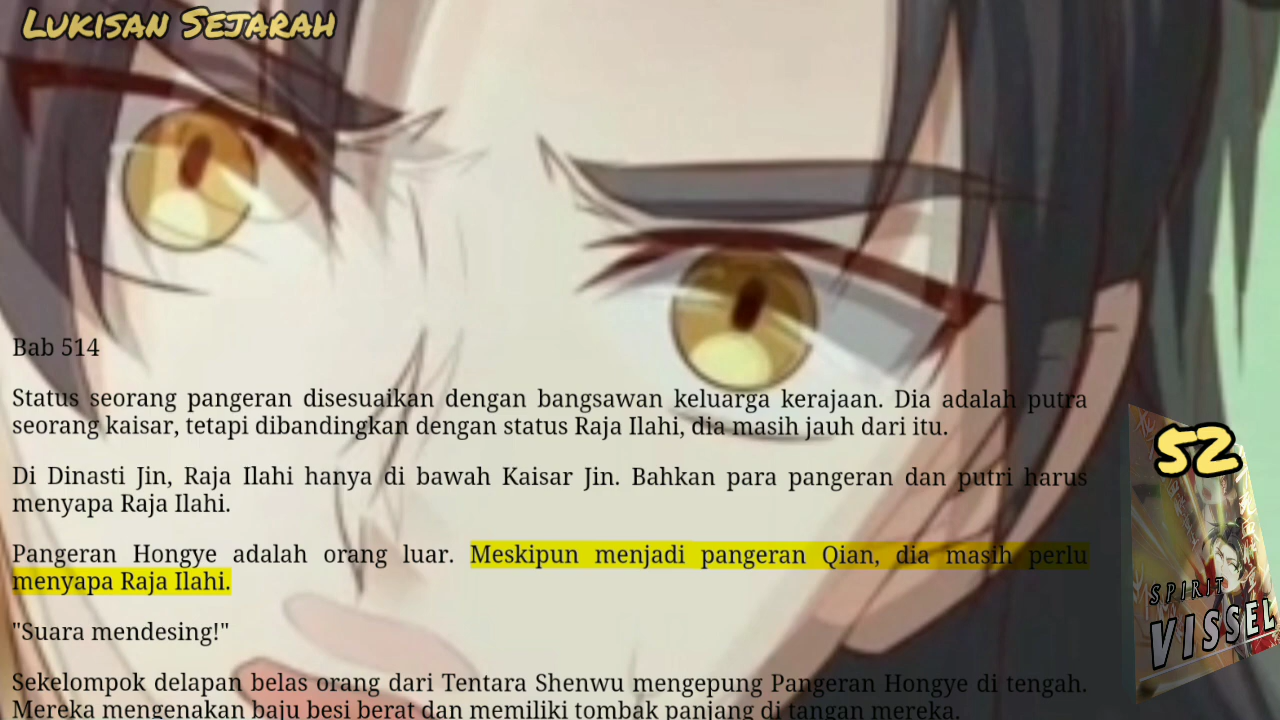 Lukisan Sejarah
Bab 514
Status seorang pangeran disesuaikan dengan bangsawan keluarga kerajaan. Dia adalah putra
seorang kaisar, tetapi dibandingkan dengan status Raja Ilahi, dia masih jauh dari itu.
Di Dinasti Jin, Raja Ilahi hanya di bawah Kaisar Jin. Bahkan para pangeran dan putri harus
menyapa Raja Ilahi.
Pangeran Hongye adalah orang luar. Meskipun menjadi pangeran Qian, dia masih perlu
menyapa Raja Ilahi.
"Suara mendesing!"
Sekelompok delapan belas orang dari Tentara Shenwu mengepung Pangeran Hongye di tengah.
Mereka mengenakan baju besi berat dan memiliki tombak panjang di tangan mereka.
52
SPIRIT
VISSEL